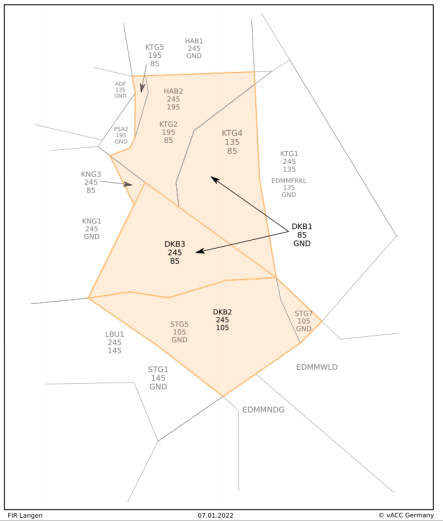 HAB1
245
GND
KTG5
195
85
ADF
135
GND
HAB2
245
195
PSA2
195
GND
KTG2
195
85
KTG4
135
85
KTG1
245
135
EDMMFRKL
135
GND
KNG3
245
85
KNG1
245
GND
DKB1
85
GND
DKB3
245
85
DKB2
245
105
STG7
105
GND
STG5
105
GND
LBU1
245
145
STG1
145
GND
EDMMWLD
EDMMNDG
FIR Langen
07.01.2022
© vACC Germany